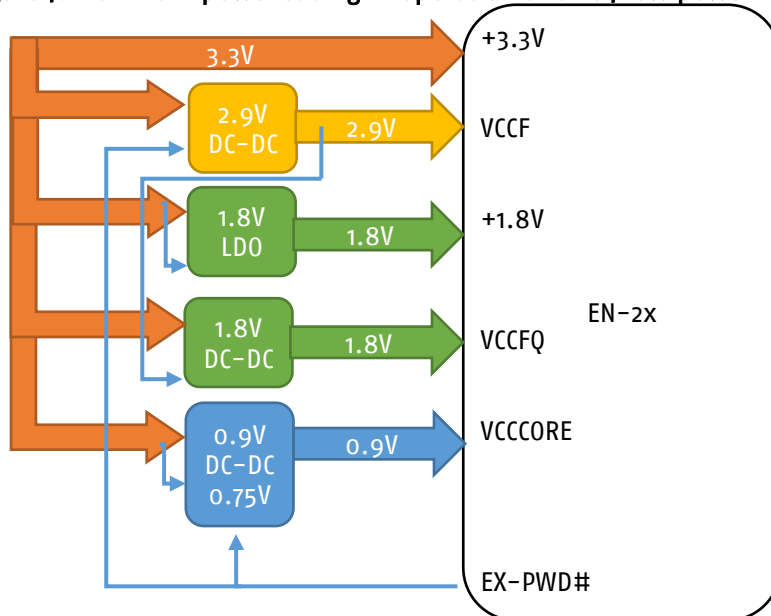 3.3V
+3.3V
2.9V
DC-DC
2.9V
VCCF
1.8V
LDO
1.8V
+1.8V
EN-2x
1.8V
DC-DC
1.8V
VCCFQ
0.9V
DC-DC
0.75V
0.9V
VCCCORE
EX-PWD#